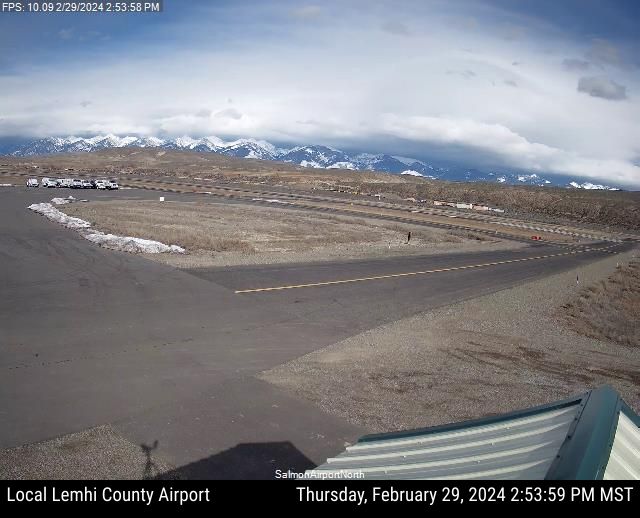 FPS: 10.09 2/29/2024 2:53:58 PM
SalmonAirportNorth
Local Lemhi County Airport Thursday, February 29, 2024 2:53:59 PM MST